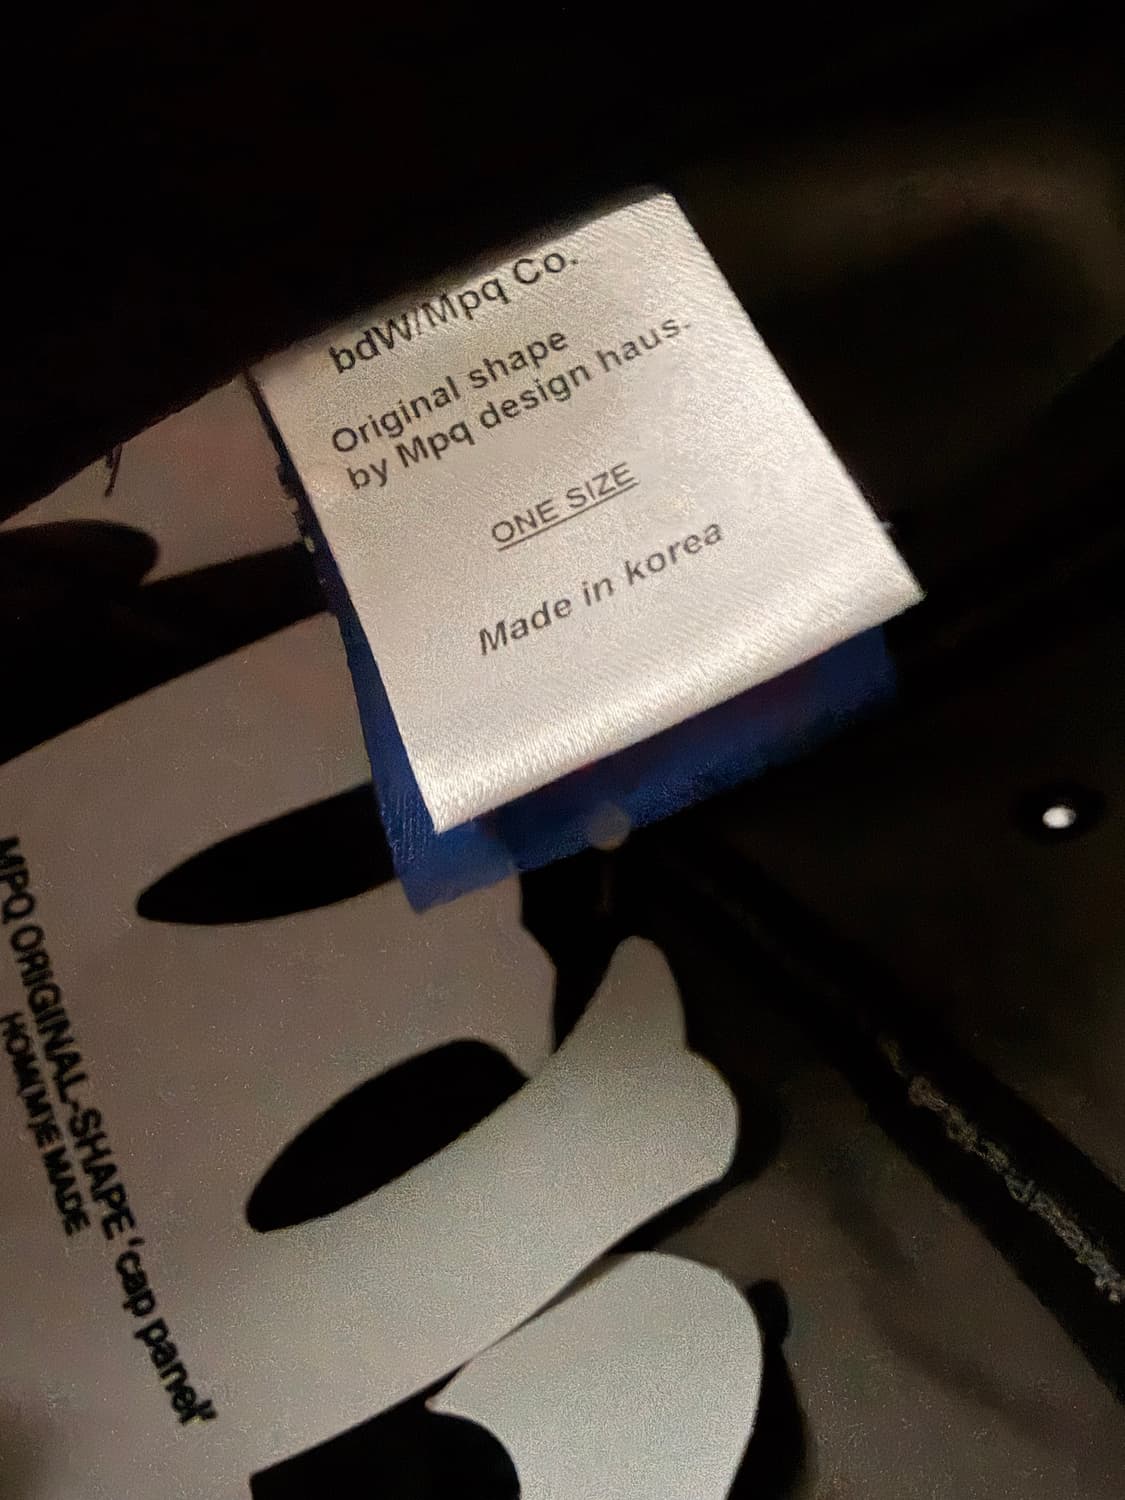 bdW/Mpq Co.
Original shape
by Mpq design haus.
ONE SIZE
Made in korea
MPQ ORIGINAL-SHAPE 'cap panel'
HOM(M)E MADE